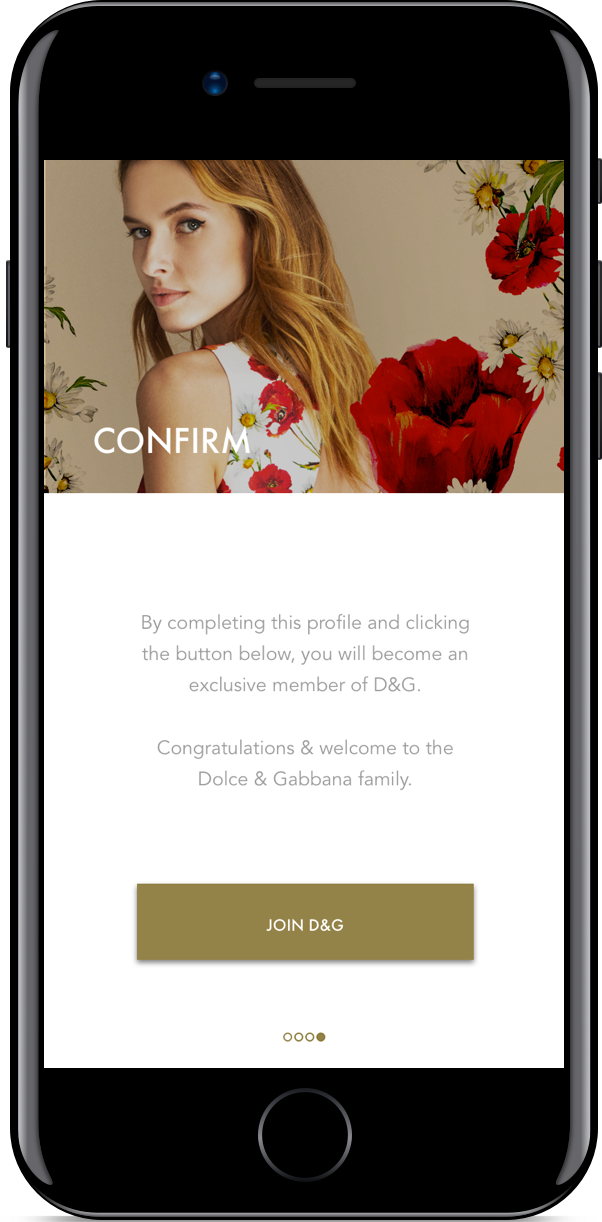 CONFIRM
By completing this profile and clicking
the button below, you will become an
exclusive member of D&G.
Congratulations & welcome to the
Dolce & Gabbana family.
JOIN D&G